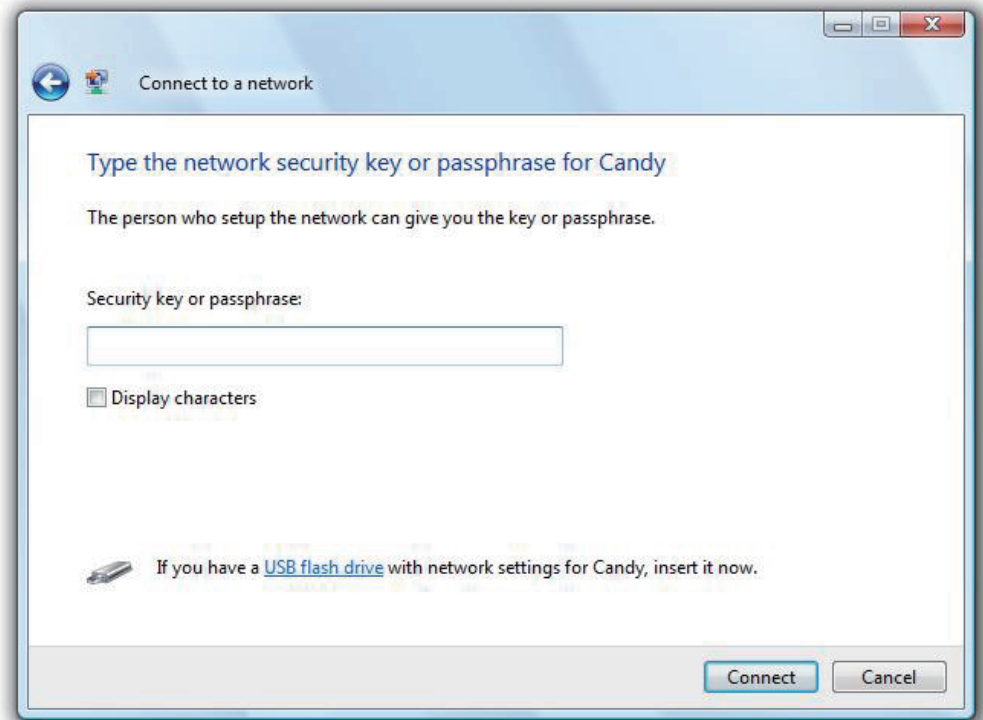 Connect to a network
Type the network security key or passphrase for Candy
The person who setup the network can give you the key or passphrase.
Security key or passphrase:
Display characters
If you have a USB flash drive with network settings for Candy, insert it now.
Connect Cancel